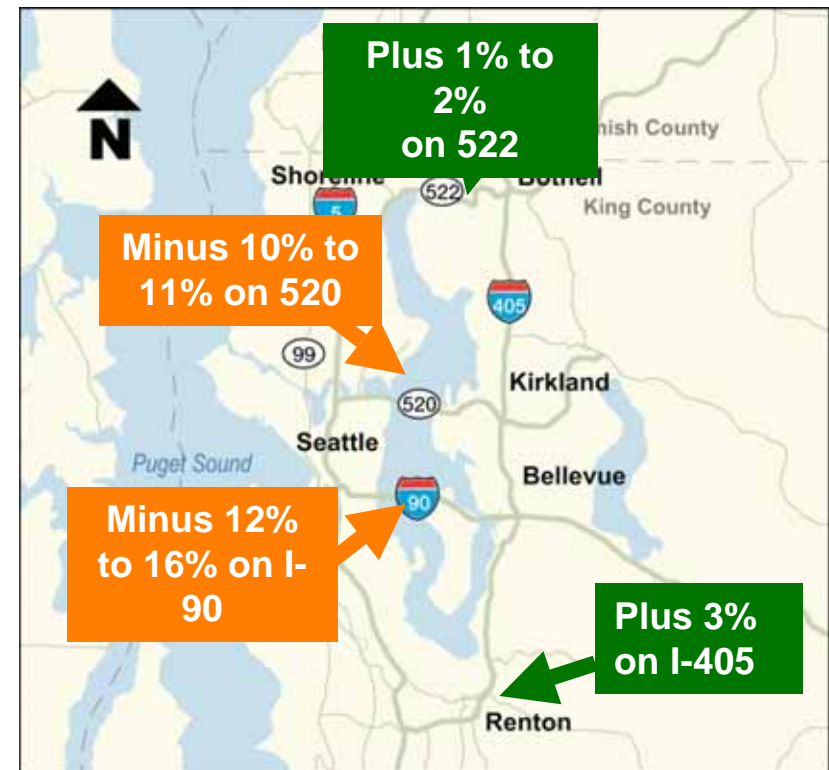 Plus 1% to
2%
on 522
N
nish County
Shoreline
522
Bothell
King County
5
Minus 10% to
11% on 520
405
99
Kirkland
520
Seattle
Puget Sound
Bellevue
90
Minus 12%
to 16% on I-
90
Plus 3%
on I-405
Renton